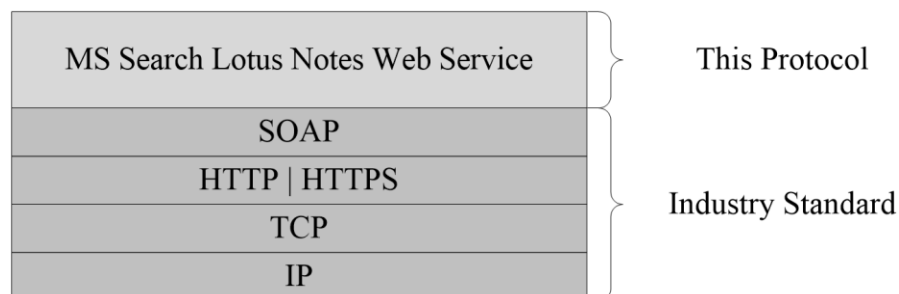 MS Search Lotus Notes Web Service
This Protocol
SOAP
HTTP | HTTPS
TCP
IP
Industry Standard